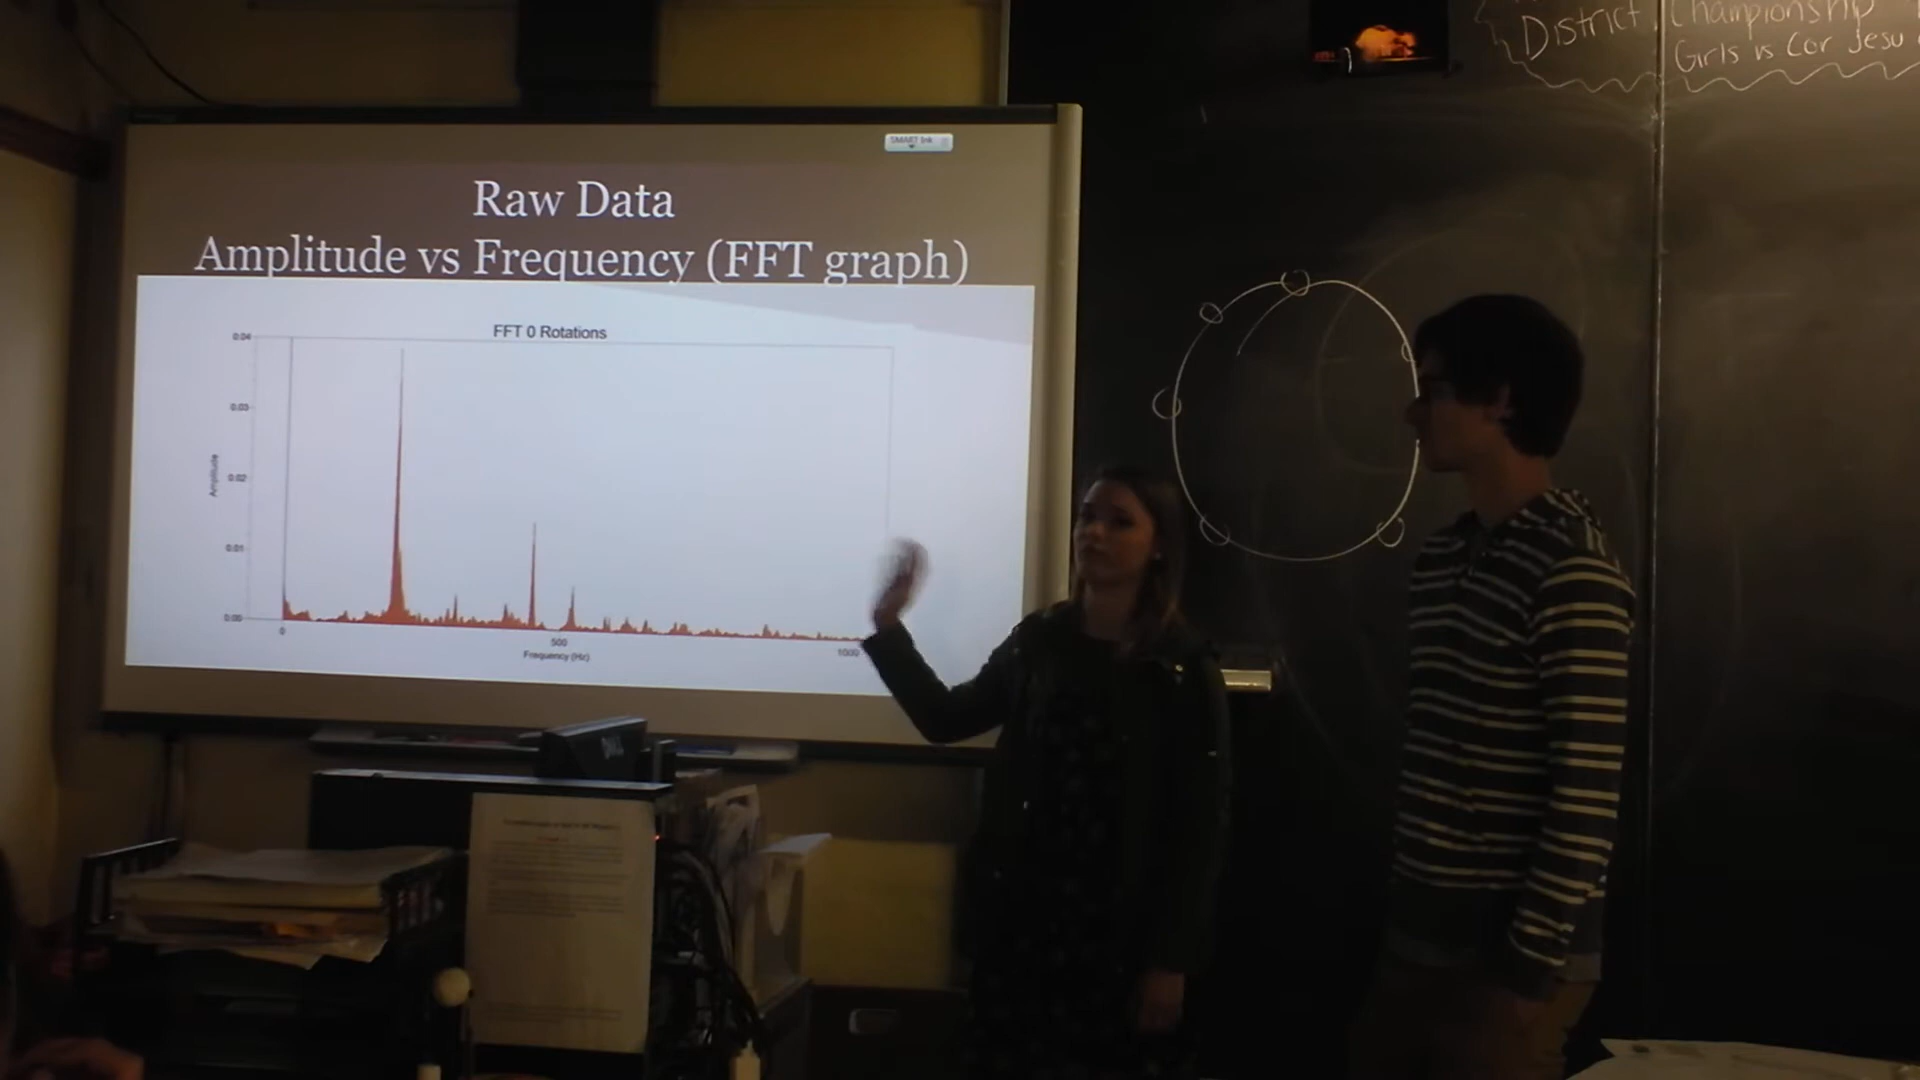 District Championship
Girls vs Cor Jesu
SMART Ink
Raw Data
Amplitude vs Frequency (FFT graph)
FFT 0 Rotations
0.04
0.03
0.02
0.01
0.00
Amplitude
0
500
1000
Frequency (Hz)
DELL